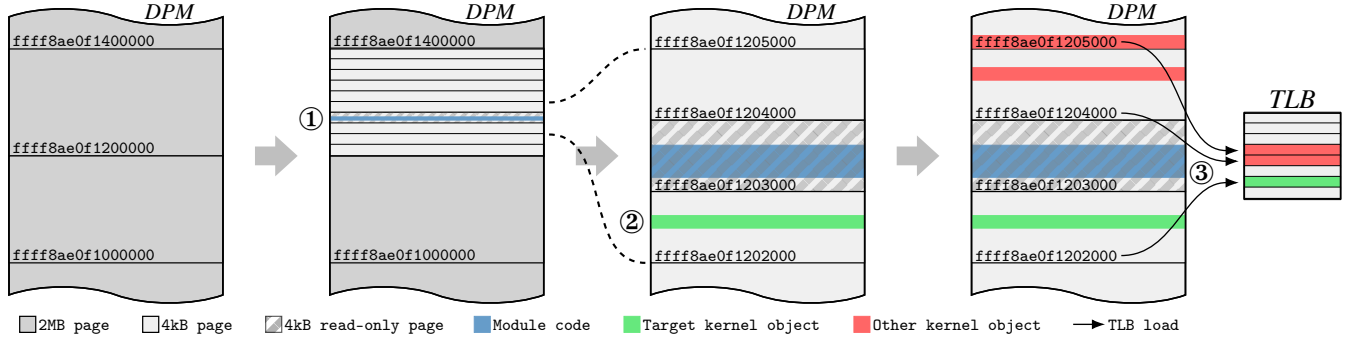 DPM
ffff8ae0f1400000
ffff8ae0f1200000
ffff8ae0f1000000
DPM
ffff8ae0f1400000
①
ffff8ae0f1000000
DPM
ffff8ae0f1205000
ffff8ae0f1204000
ffff8ae0f1203000
②
ffff8ae0f1202000
DPM
ffff8ae0f1205000
ffff8ae0f1204000
ffff8ae0f1203000
ffff8ae0f1202000
③
TLB
2MB page
4kB page
4kB read-only page
Module code
Target kernel object
Other kernel object
TLB load